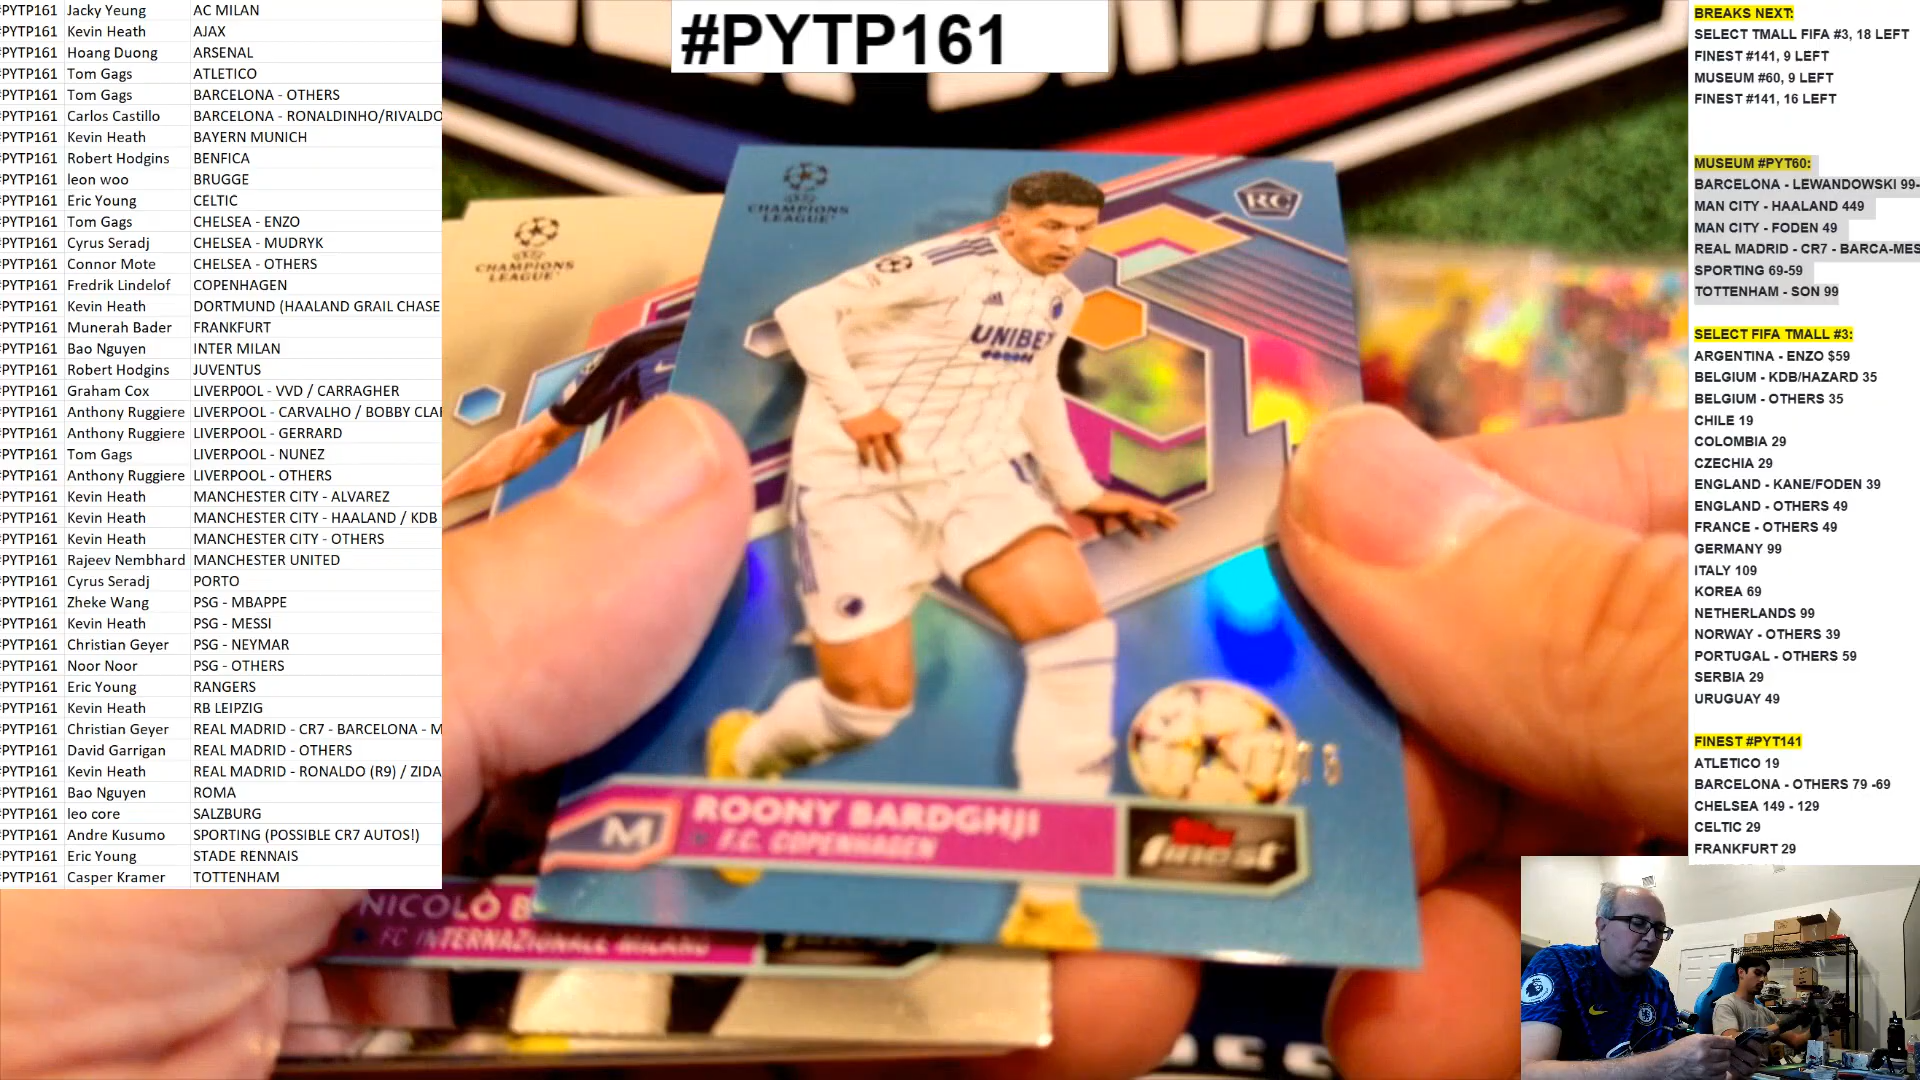 #PYTP161 Jacky Yeung AC MILAN
#PYTP161 Kevin Heath AJAX
#PYTP161 Hoang Duong ARSENAL
#PYTP161 Tom Gags ATLETICO
#PYTP161 Tom Gags BARCELONA - OTHERS
#PYTP161 Carlos Castillo BARCELONA - RONALDINHO/RIVALDO
#PYTP161 Kevin Heath BAYERN MUNICH
#PYTP161 Robert Hodgins BENFICA
#PYTP161 leon woo BRUGGE
#PYTP161 Eric Young CELTIC
#PYTP161 Tom Gags CHELSEA - ENZO
#PYTP161 Cyrus Seradj CHELSEA - MUDRYK
#PYTP161 Connor Mote CHELSEA - OTHERS
#PYTP161 Fredrik Lindelof COPENHAGEN
#PYTP161 Kevin Heath DORTMUND (HAALAND GRAIL CHASE
#PYTP161 Munerah Bader FRANKFURT
#PYTP161 Bao Nguyen INTER MILAN
#PYTP161 Robert Hodgins JUVENTUS
#PYTP161 Graham Cox LIVERPOOL - VVD / CARRAGHER
#PYTP161 Anthony Ruggiere LIVERPOOL - CARVALHO / BOBBY CLA
#PYTP161 Anthony Ruggiere LIVERPOOL - GERRARD
#PYTP161 Tom Gags LIVERPOOL - NUNEZ
#PYTP161 Anthony Ruggiere LIVERPOOL - OTHERS
#PYTP161 Kevin Heath MANCHESTER CITY - ALVAREZ
#PYTP161 Kevin Heath MANCHESTER CITY - HAALAND / KDB
#PYTP161 Kevin Heath MANCHESTER CITY - OTHERS
#PYTP161 Rajeev Nembhard MANCHESTER UNITED
#PYTP161 Cyrus Seradj PORTO
#PYTP161 Zheke Wang PSG - MBAPPE
#PYTP161 Kevin Heath PSG - MESSI
#PYTP161 Christian Geyer PSG - NEYMAR
#PYTP161 Noor Noor PSG - OTHERS
#PYTP161 Eric Young RANGERS
#PYTP161 Kevin Heath RB LEIPZIG
#PYTP161 Christian Geyer REAL MADRID - CR7 - BARCELONA - M
#PYTP161 David Garrigan REAL MADRID - OTHERS
#PYTP161 Kevin Heath REAL MADRID - RONALDO (R9) / ZIDA
#PYTP161 Bao Nguyen ROMA
#PYTP161 leo core SALZBURG
#PYTP161 Andre Kusumo SPORTING (POSSIBLE CR7 AUTOS!)
#PYTP161 Eric Young STADE RENNAIS
#PYTP161 Casper Kramer TOTTENHAM
#PYTP161
CHAMPIONS
LEAGUE
CHAMPIONS
LEAGUE
RC
UNIBET
M
ROONY BARDGHJI
F.C. COPENHAGEN
Topps
finest
NICOLÒ B
FC INTERNAZIONALE MILANO
BREAKS NEXT:
SELECT TMALL FIFA #3, 18 LEFT
FINEST #141, 9 LEFT
MUSEUM #60, 9 LEFT
FINEST #141, 16 LEFT
MUSEUM #PYT60:
BARCELONA - LEWANDOWSKI 99-
MAN CITY - HAALAND 449
MAN CITY - FODEN 49
REAL MADRID - CR7 - BARCA-MES
SPORTING 69-59
TOTTENHAM - SON 99
SELECT FIFA TMALL #3:
ARGENTINA - ENZO $59
BELGIUM - KDB/HAZARD 35
BELGIUM - OTHERS 35
CHILE 19
COLOMBIA 29
CZECHIA 29
ENGLAND - KANE/FODEN 39
ENGLAND - OTHERS 49
FRANCE - OTHERS 49
GERMANY 99
ITALY 109
KOREA 69
NETHERLANDS 99
NORWAY - OTHERS 39
PORTUGAL - OTHERS 59
SERBIA 29
URUGUAY 49
FINEST #PYT141
ATLETICO 19
BARCELONA - OTHERS 79 -69
CHELSEA 149 - 129
CELTIC 29
FRANKFURT 29